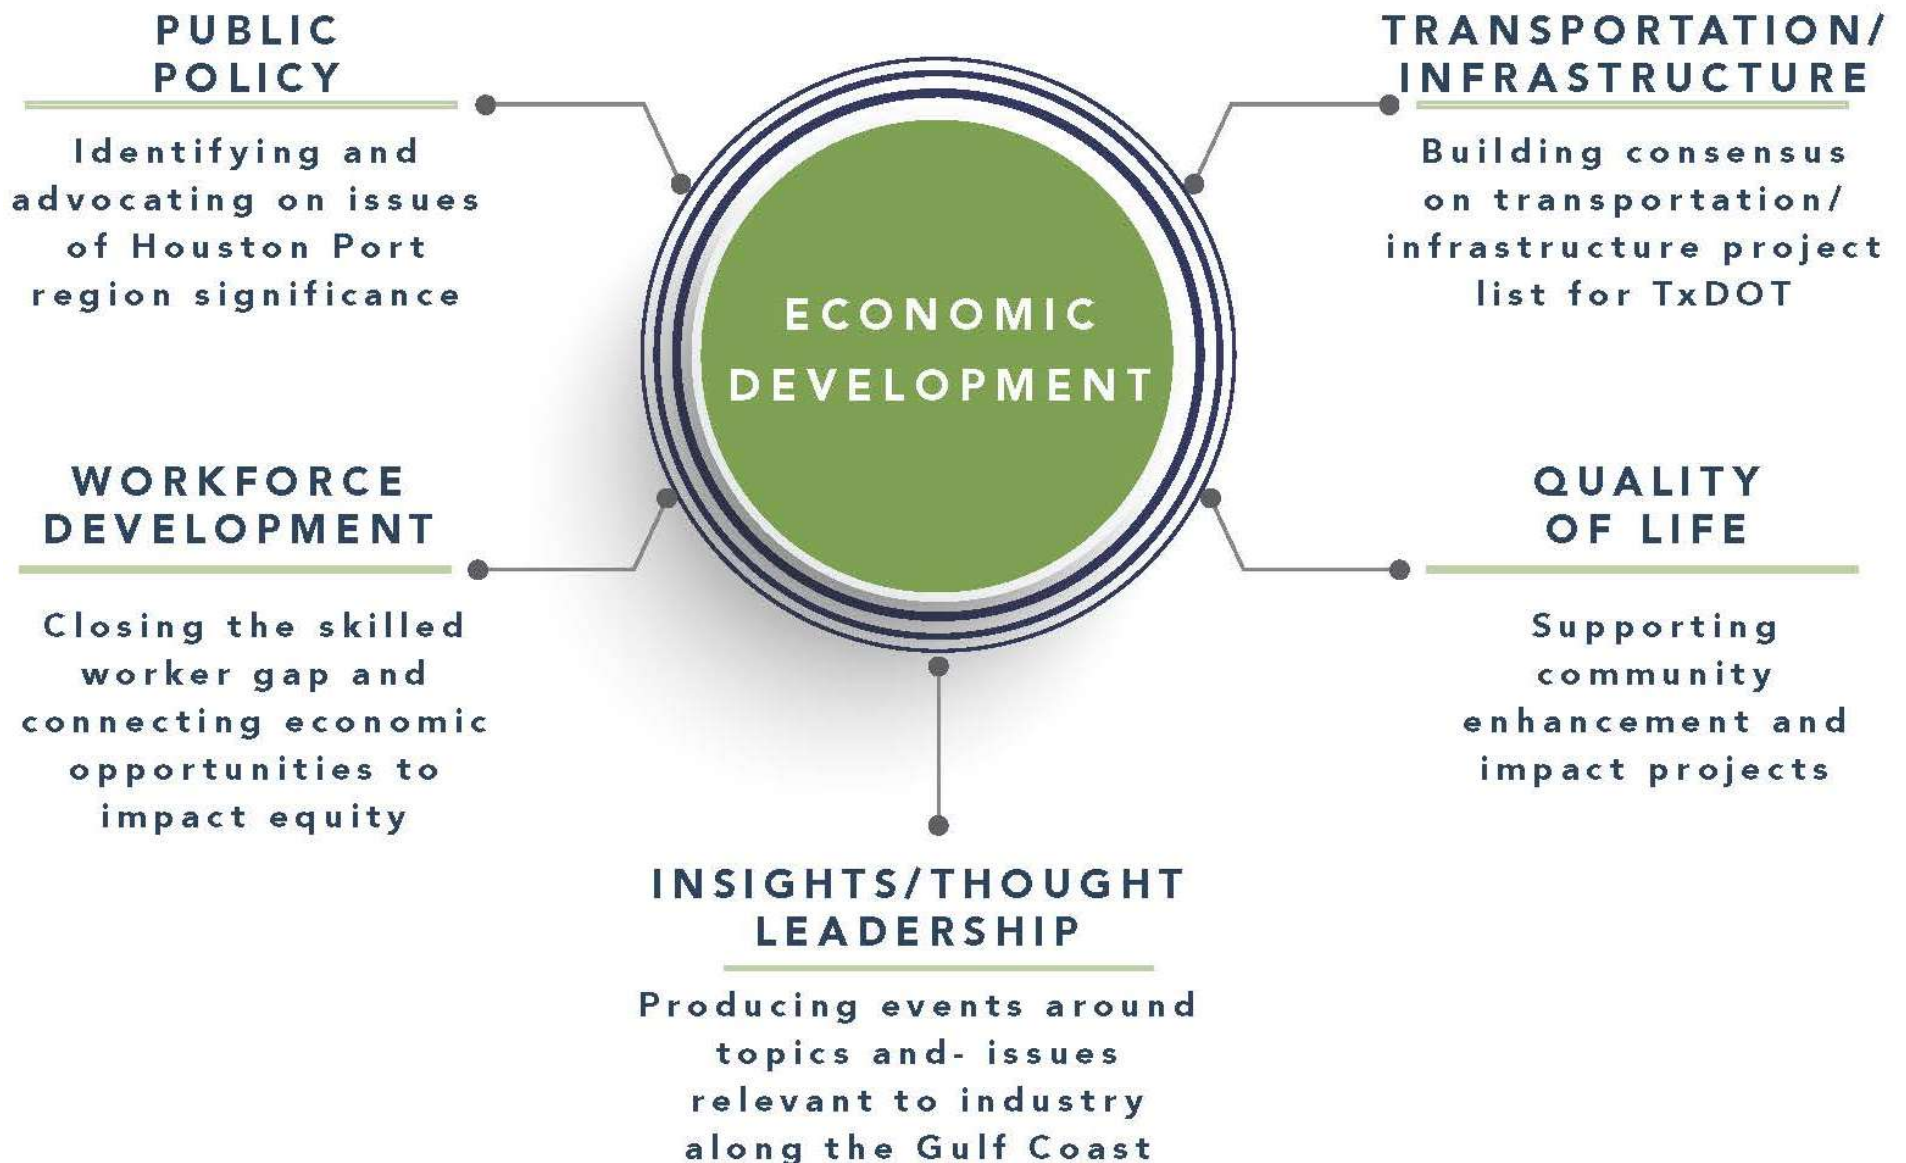 PUBLIC
POLICY
Identifying and
advocating on issues
of Houston Port
region significance
TRANSPORTATION/
INFRASTRUCTURE
Building consensus
on transportation/
infrastructure project
list for TxDOT
ECONOMIC
DEVELOPMENT
WORKFORCE
DEVELOPMENT
Closing the skilled
worker gap and
connecting economic
opportunities to
impact equity
QUALITY
OF LIFE
Supporting
community
enhancement and
impact projects
INSIGHTS/THOUGHT
LEADERSHIP
Producing events around
topics and- issues
relevant to industry
along the Gulf Coast